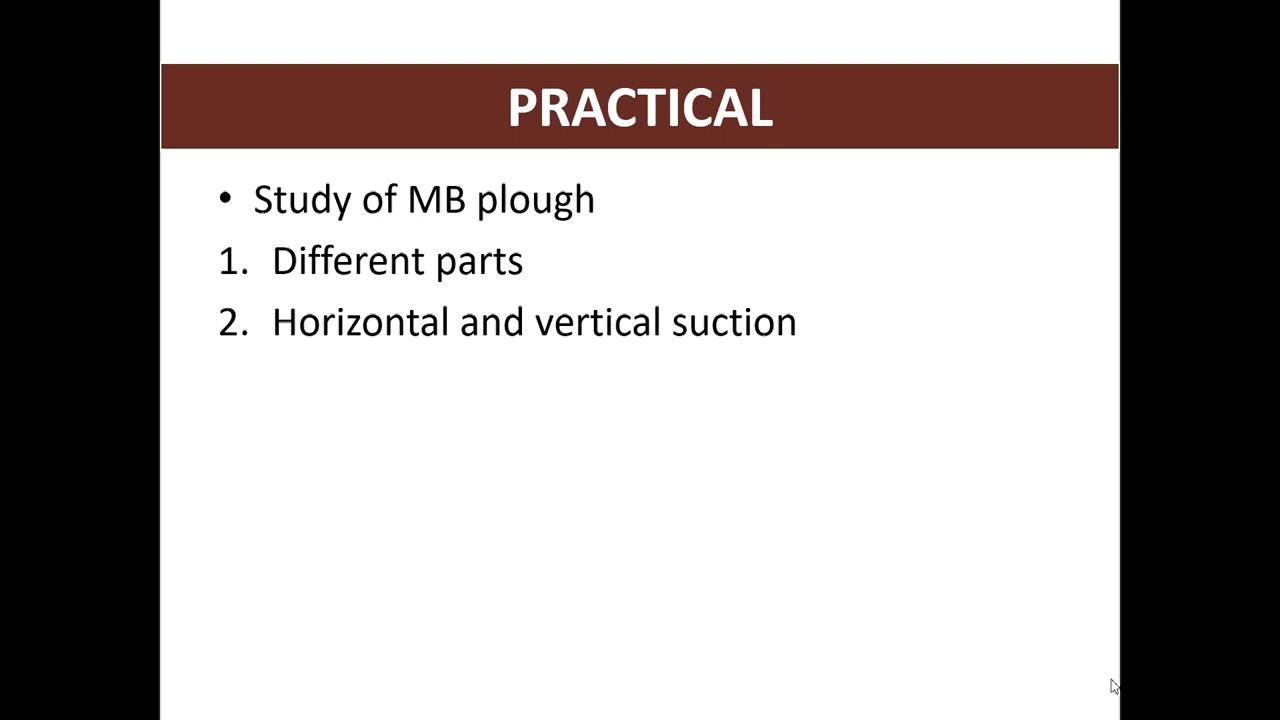 PRACTICAL
• Study of MB plough
1. Different parts
2. Horizontal and vertical suction